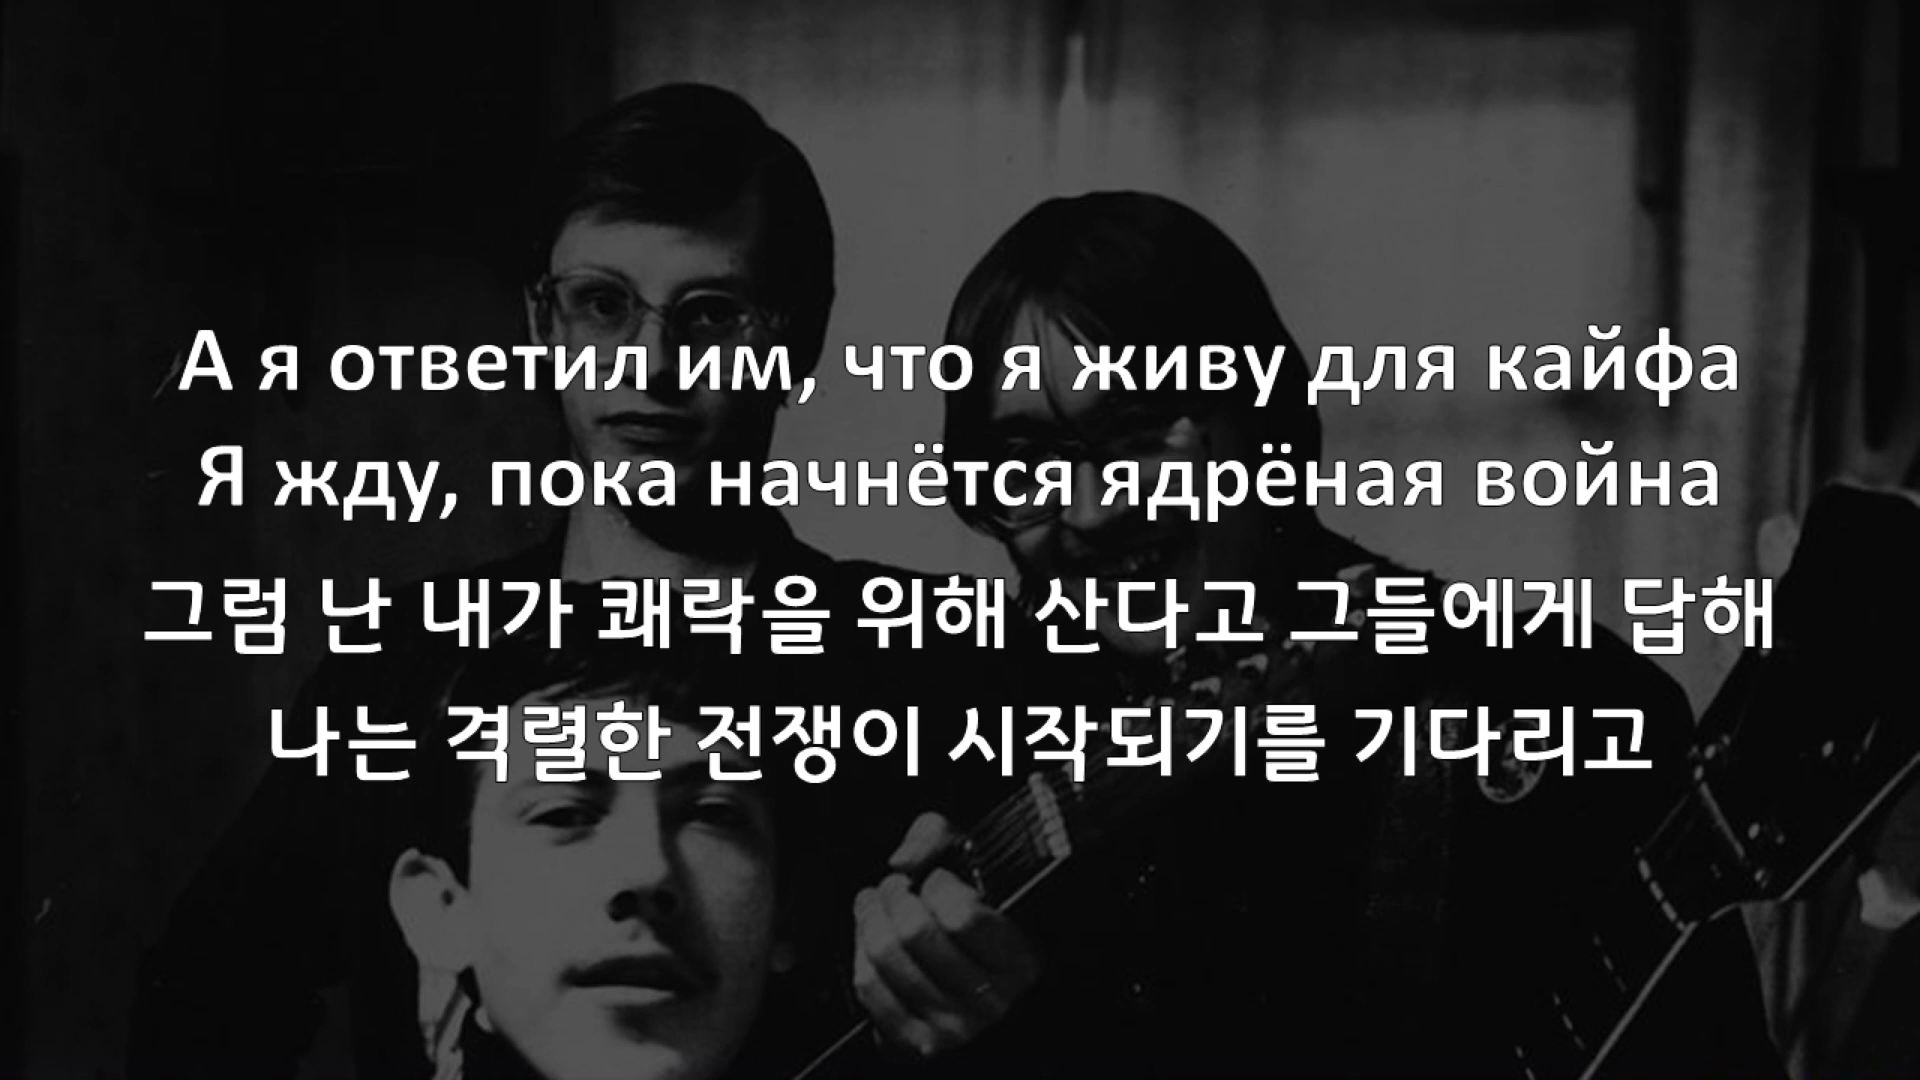 А я ответил им, что я живу для кайфа
Я жду, пока начнётся ядрёная война
그럼 난 내가 쾌락을 위해 산다고 그들에게 답해
나는 격렬한 전쟁이 시작되기를 기다리고